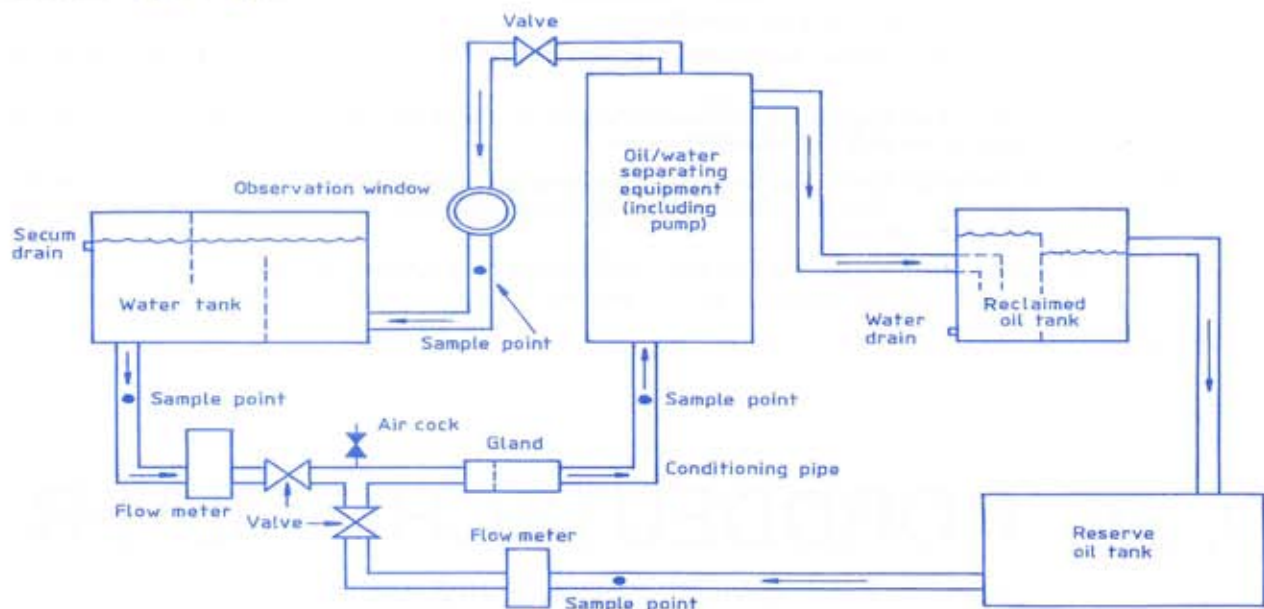 Valve
Oil/water
separating
equipment
(including
pump)
Observation window
Secum
drain
Water tank
Sample point
Water
drain
Reclaimed
oil tank
Sample point
Air cock
Gland
Sample point
Conditioning pipe
Flow meter
Valve
Flow meter
Sample point
Reserve
oil tank